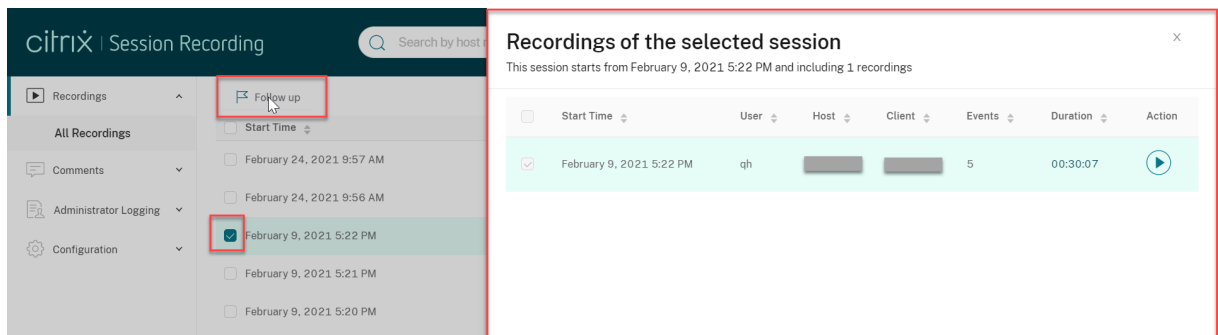 citrix | Session Recording
Search by host
Recordings
All Recordings
Comments
Administrator Logging
Configuration
Follow up
Start Time
February 24, 2021 9:57 AM
February 24, 2021 9:56 AM
February 9, 2021 5:22 PM
February 9, 2021 5:21 PM
February 9, 2021 5:20 PM
Recordings of the selected session
X
This session starts from February 9, 2021 5:22 PM and including 1 recordings
Start Time User Host Client Events Duration Action
February 9, 2021 5:22 PM qh 5 00:30:07